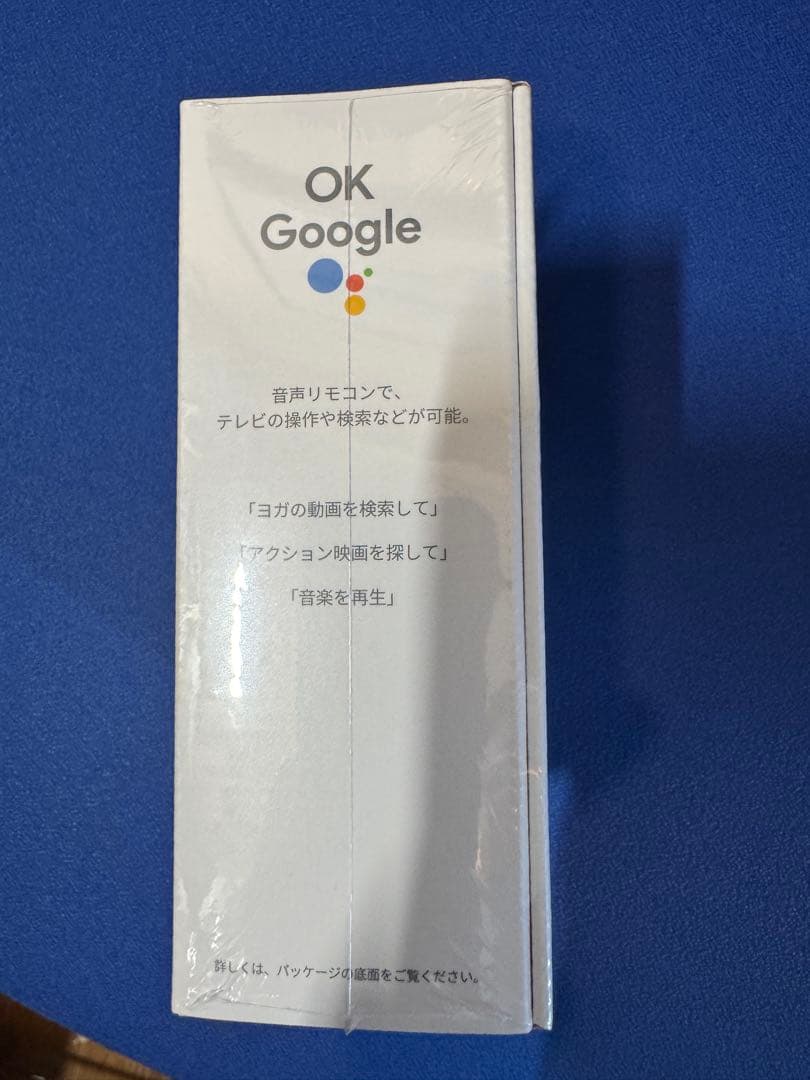 OK
Google
音声リモコンで、
テレビの操作や検索などが可能。
「ヨガの動画を検索して」
「アクション映画を探して」
「音楽を再生」
詳しくは、パッケージの底面をご覧ください。